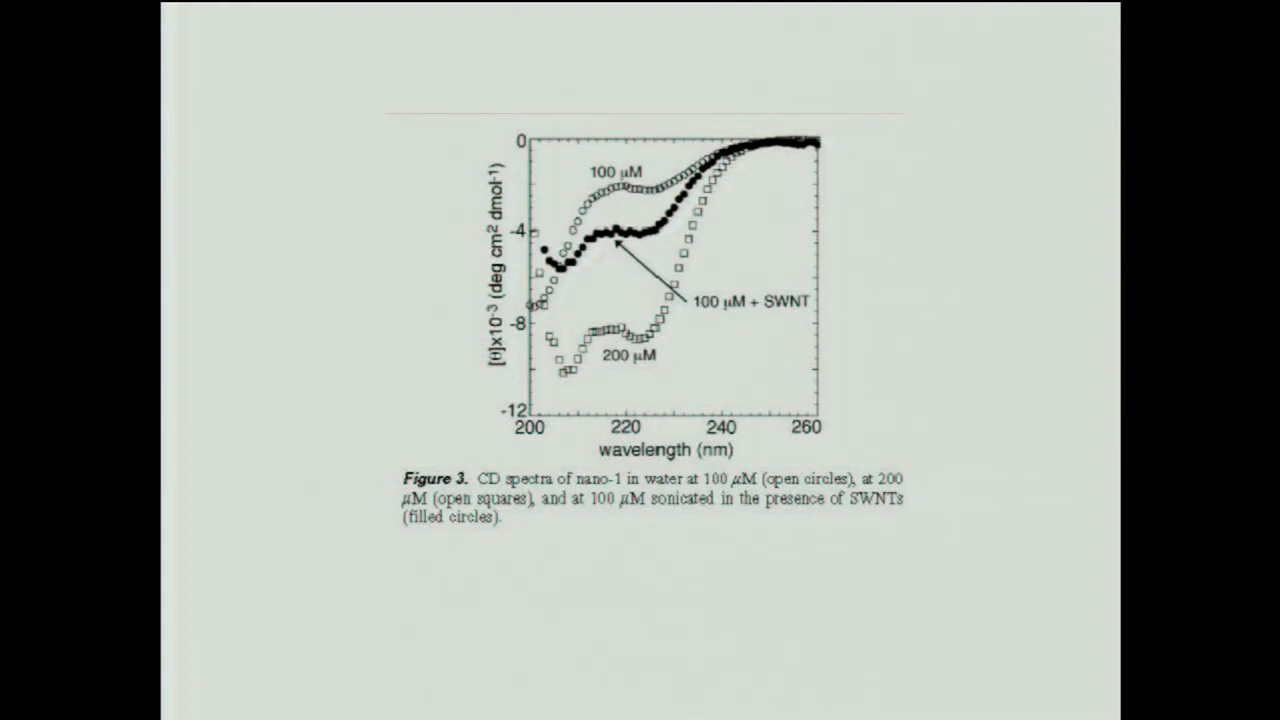 0
100 μM
-4
100 μM + SWNT
-8
200 μM
-12
200 220 240 260
wavelength (nm)
[θ]x10-3 (deg cm2 dmol-1)
Figure 3. CD spectra of nano-1 in water at 100 μM (open circles), at 200
μM (open squares), and at 100 μM sonicated in the presence of SWNTs
(filled circles).